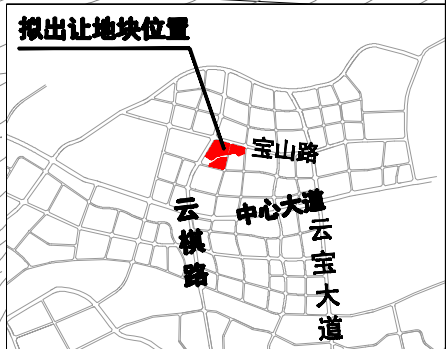 拟出让地块位置
宝山路
中心大道
云棋路
云宝大道